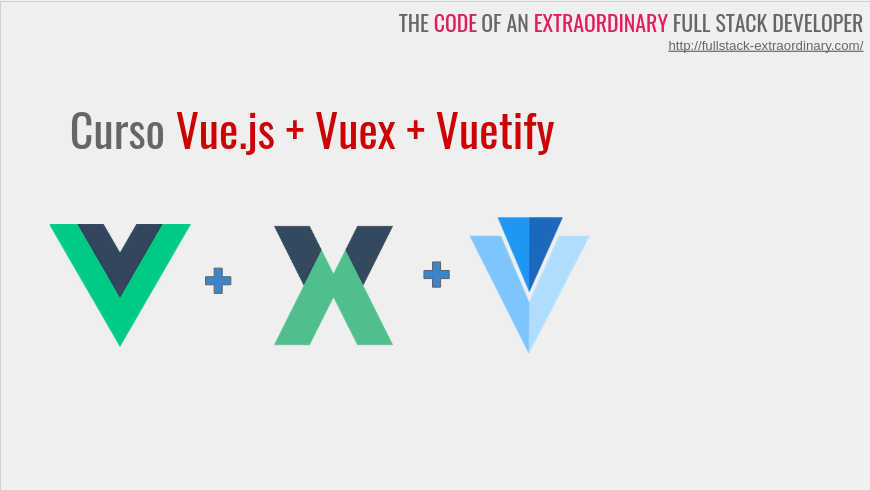 THE CODE OF AN EXTRAORDINARY FULL STACK DEVELOPER
http://fullstack-extraordinary.com/
Curso Vue.js + Vuex + Vuetify